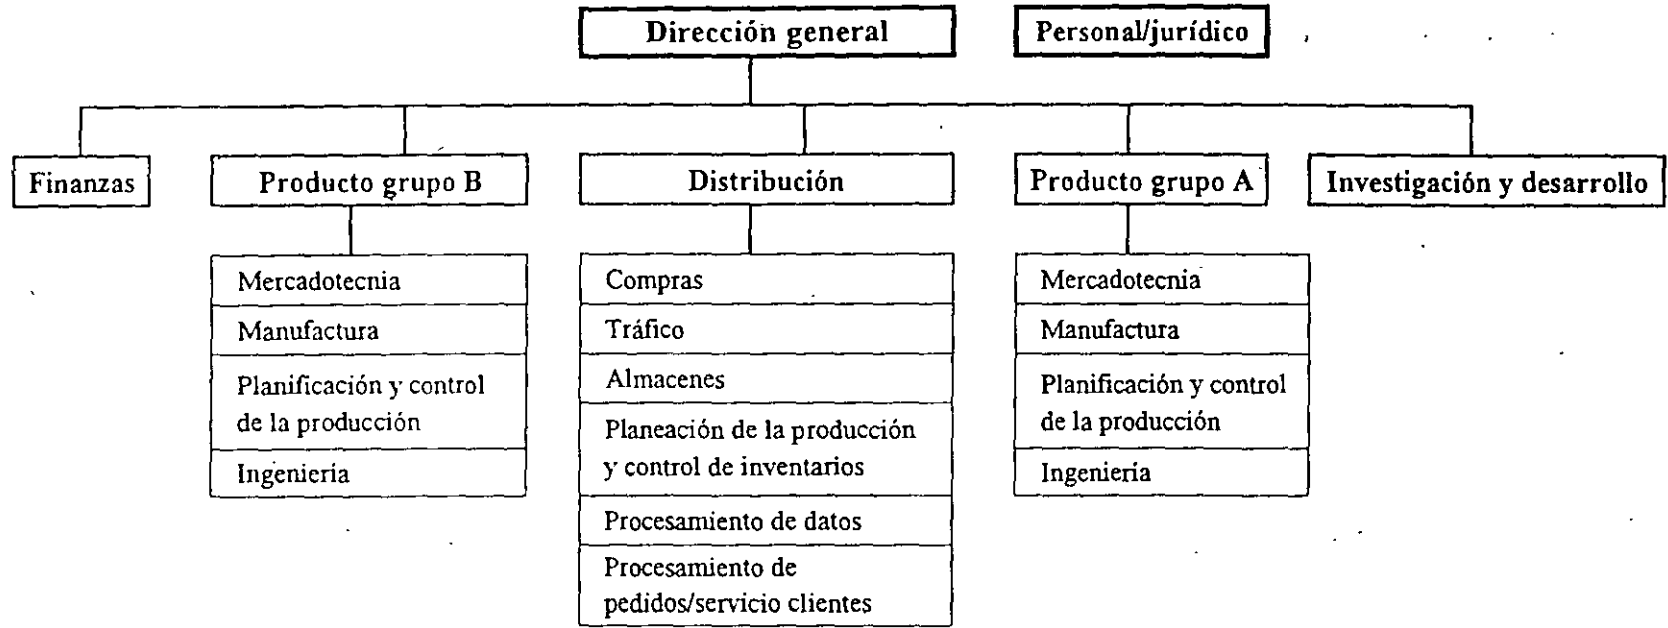 Dirección general
Personal/jurídico
Finanzas
Producto grupo B
Distribución
Producto grupo A
Investigación y desarrollo
Mercadotecnia
Manufactura
Planificación y control
de la producción
Ingeniería
Compras
Tráfico
Almacenes
Planeación de la producción
y control de inventarios
Procesamiento de datos
Procesamiento de
pedidos/servicio clientes
Mercadotecnia
Manufactura
Planificación y control
de la producción
Ingeniería